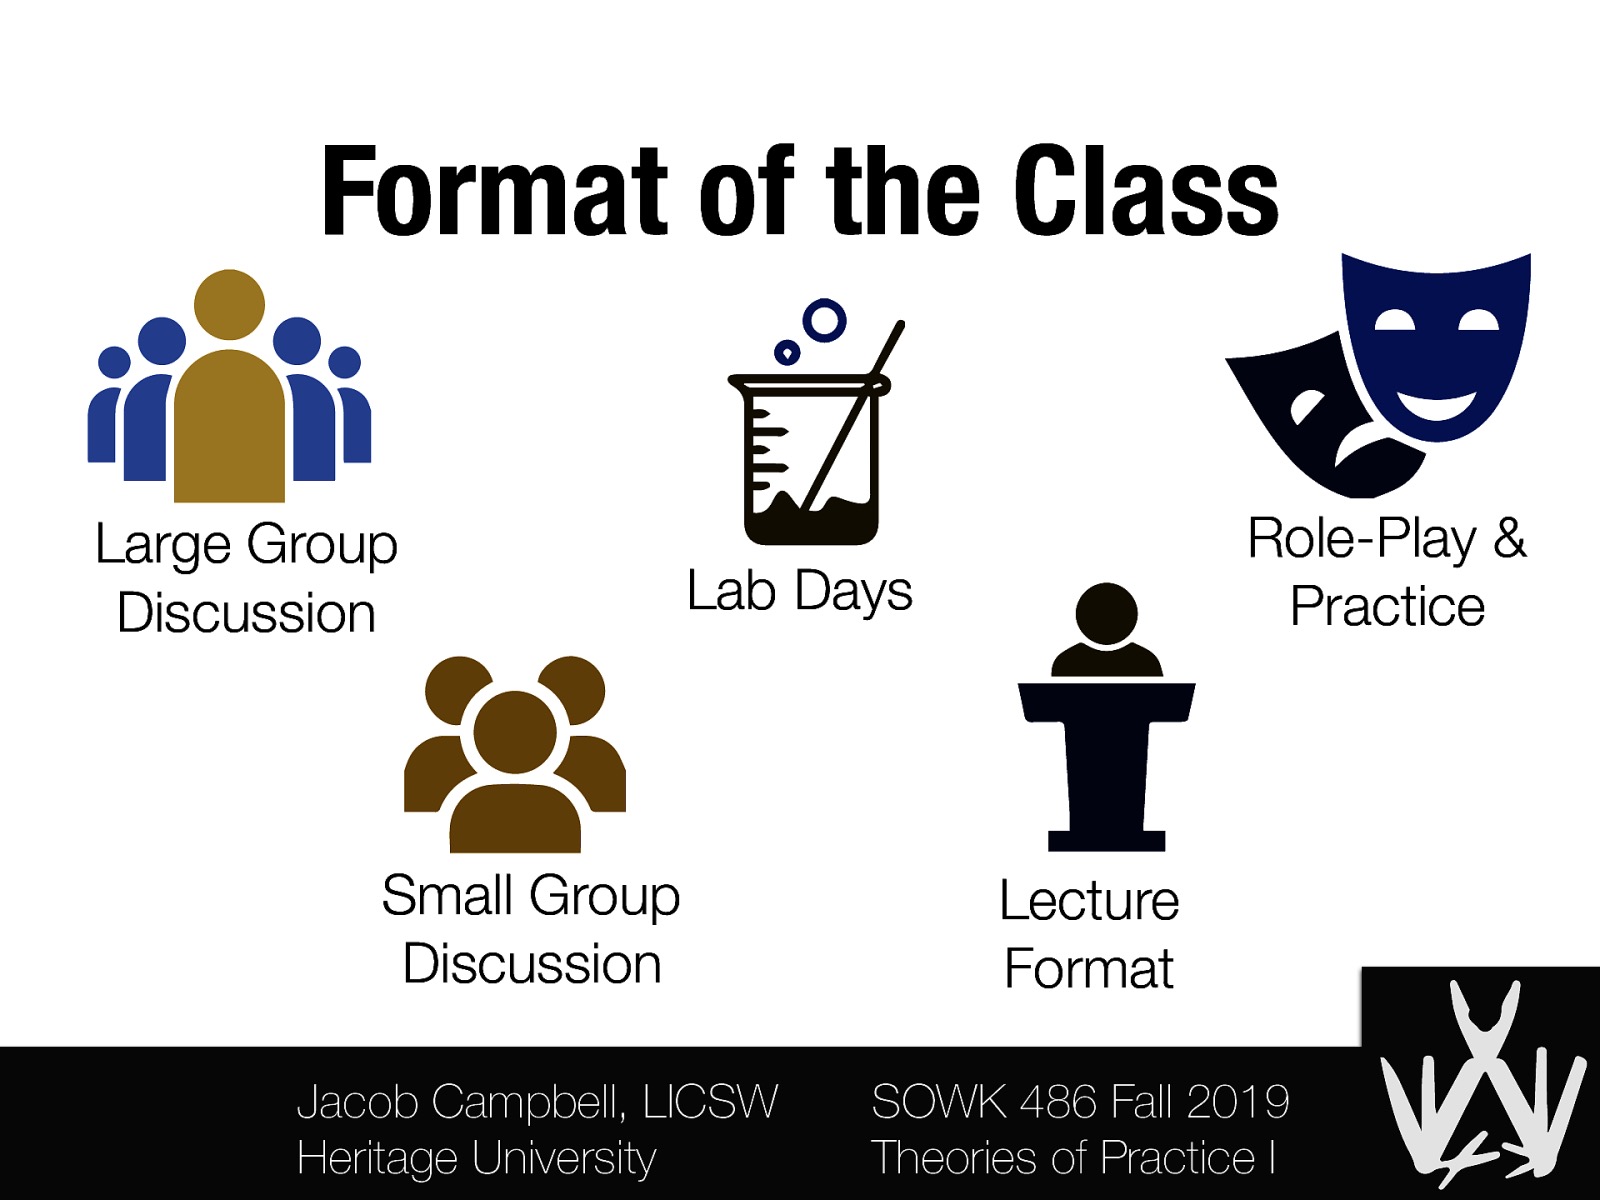 Format of the Class
Large Group
Discussion
Lab Days
Role-Play &
Practice
Small Group
Discussion
Lecture
Format
Jacob Campbell, LICSW
Heritage University
SOWK 486 Fall 2019
Theories of Practice I